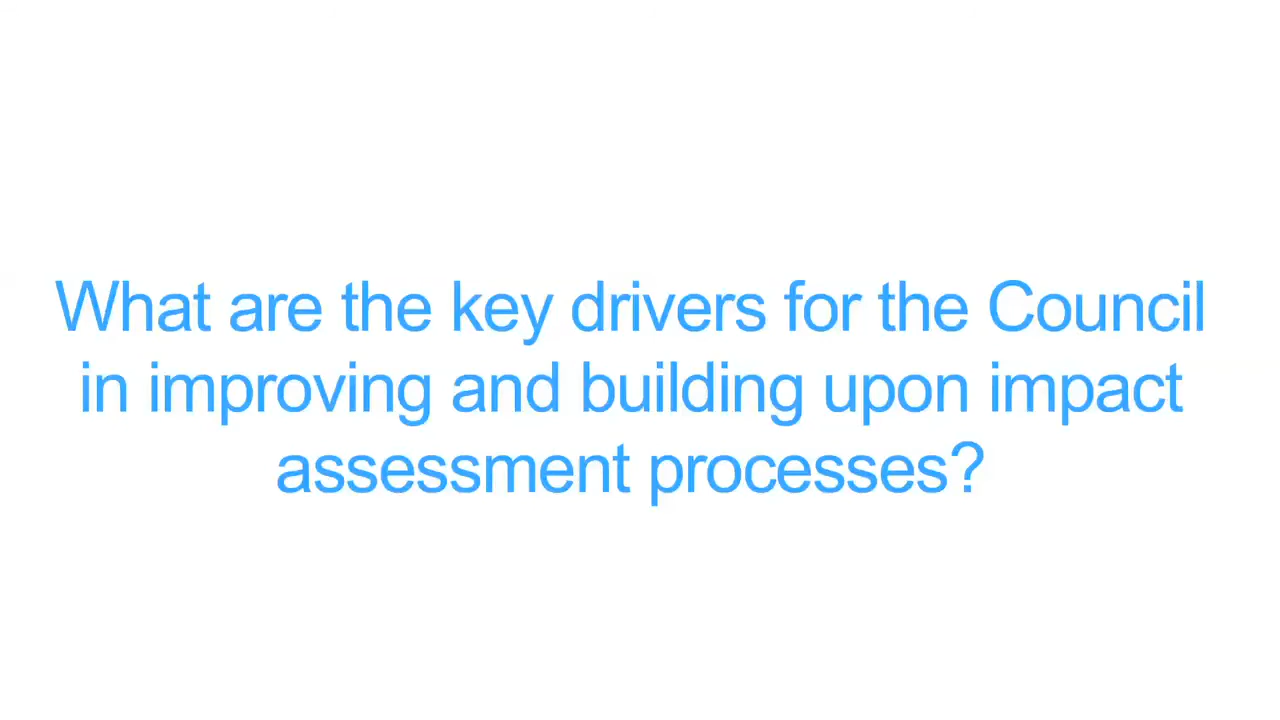 What are the key drivers for the Council
in improving and building upon impact
assessment processes?